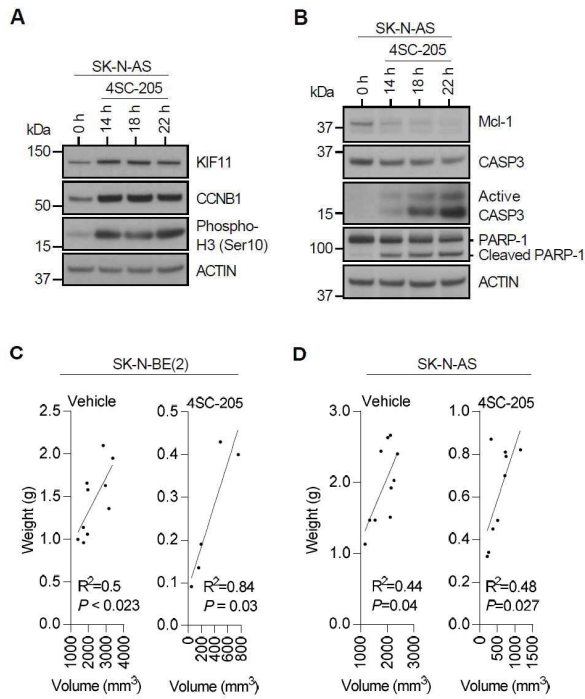 A
SK-N-AS
4SC-205
0 h
14 h
18 h
22 h
kDa
150
KIF11
50
CCNB1
15
Phospho-
H3 (Ser10)
37
ACTIN
B
SK-N-AS
4SC-205
0 h
14 h
18 h
22 h
kDa
37
Mcl-1
37
CASP3
15
Active
CASP3
100
PARP-1
Cleaved PARP-1
37
ACTIN
C
SK-N-BE(2)
Vehicle
Weight (g)
2.5
2.0
1.5
1.0
0.5
0.0
R²=0.5
P < 0.023
1000
2000
3000
4000
Volume (mm³)
4SC-205
0.5
0.4
0.3
0.2
0.1
0.0
R²=0.84
P = 0.03
0
200
400
600
800
Volume (mm³)
D
SK-N-AS
Vehicle
Weight (g)
3.0
2.0
1.0
0.0
R²=0.44
P=0.04
1000
2000
3000
Volume (mm³)
4SC-205
1.0
0.8
0.6
0.4
0.2
0.0
R²=0.48
P=0.027
0
500
1000
1500
Volume (mm³)